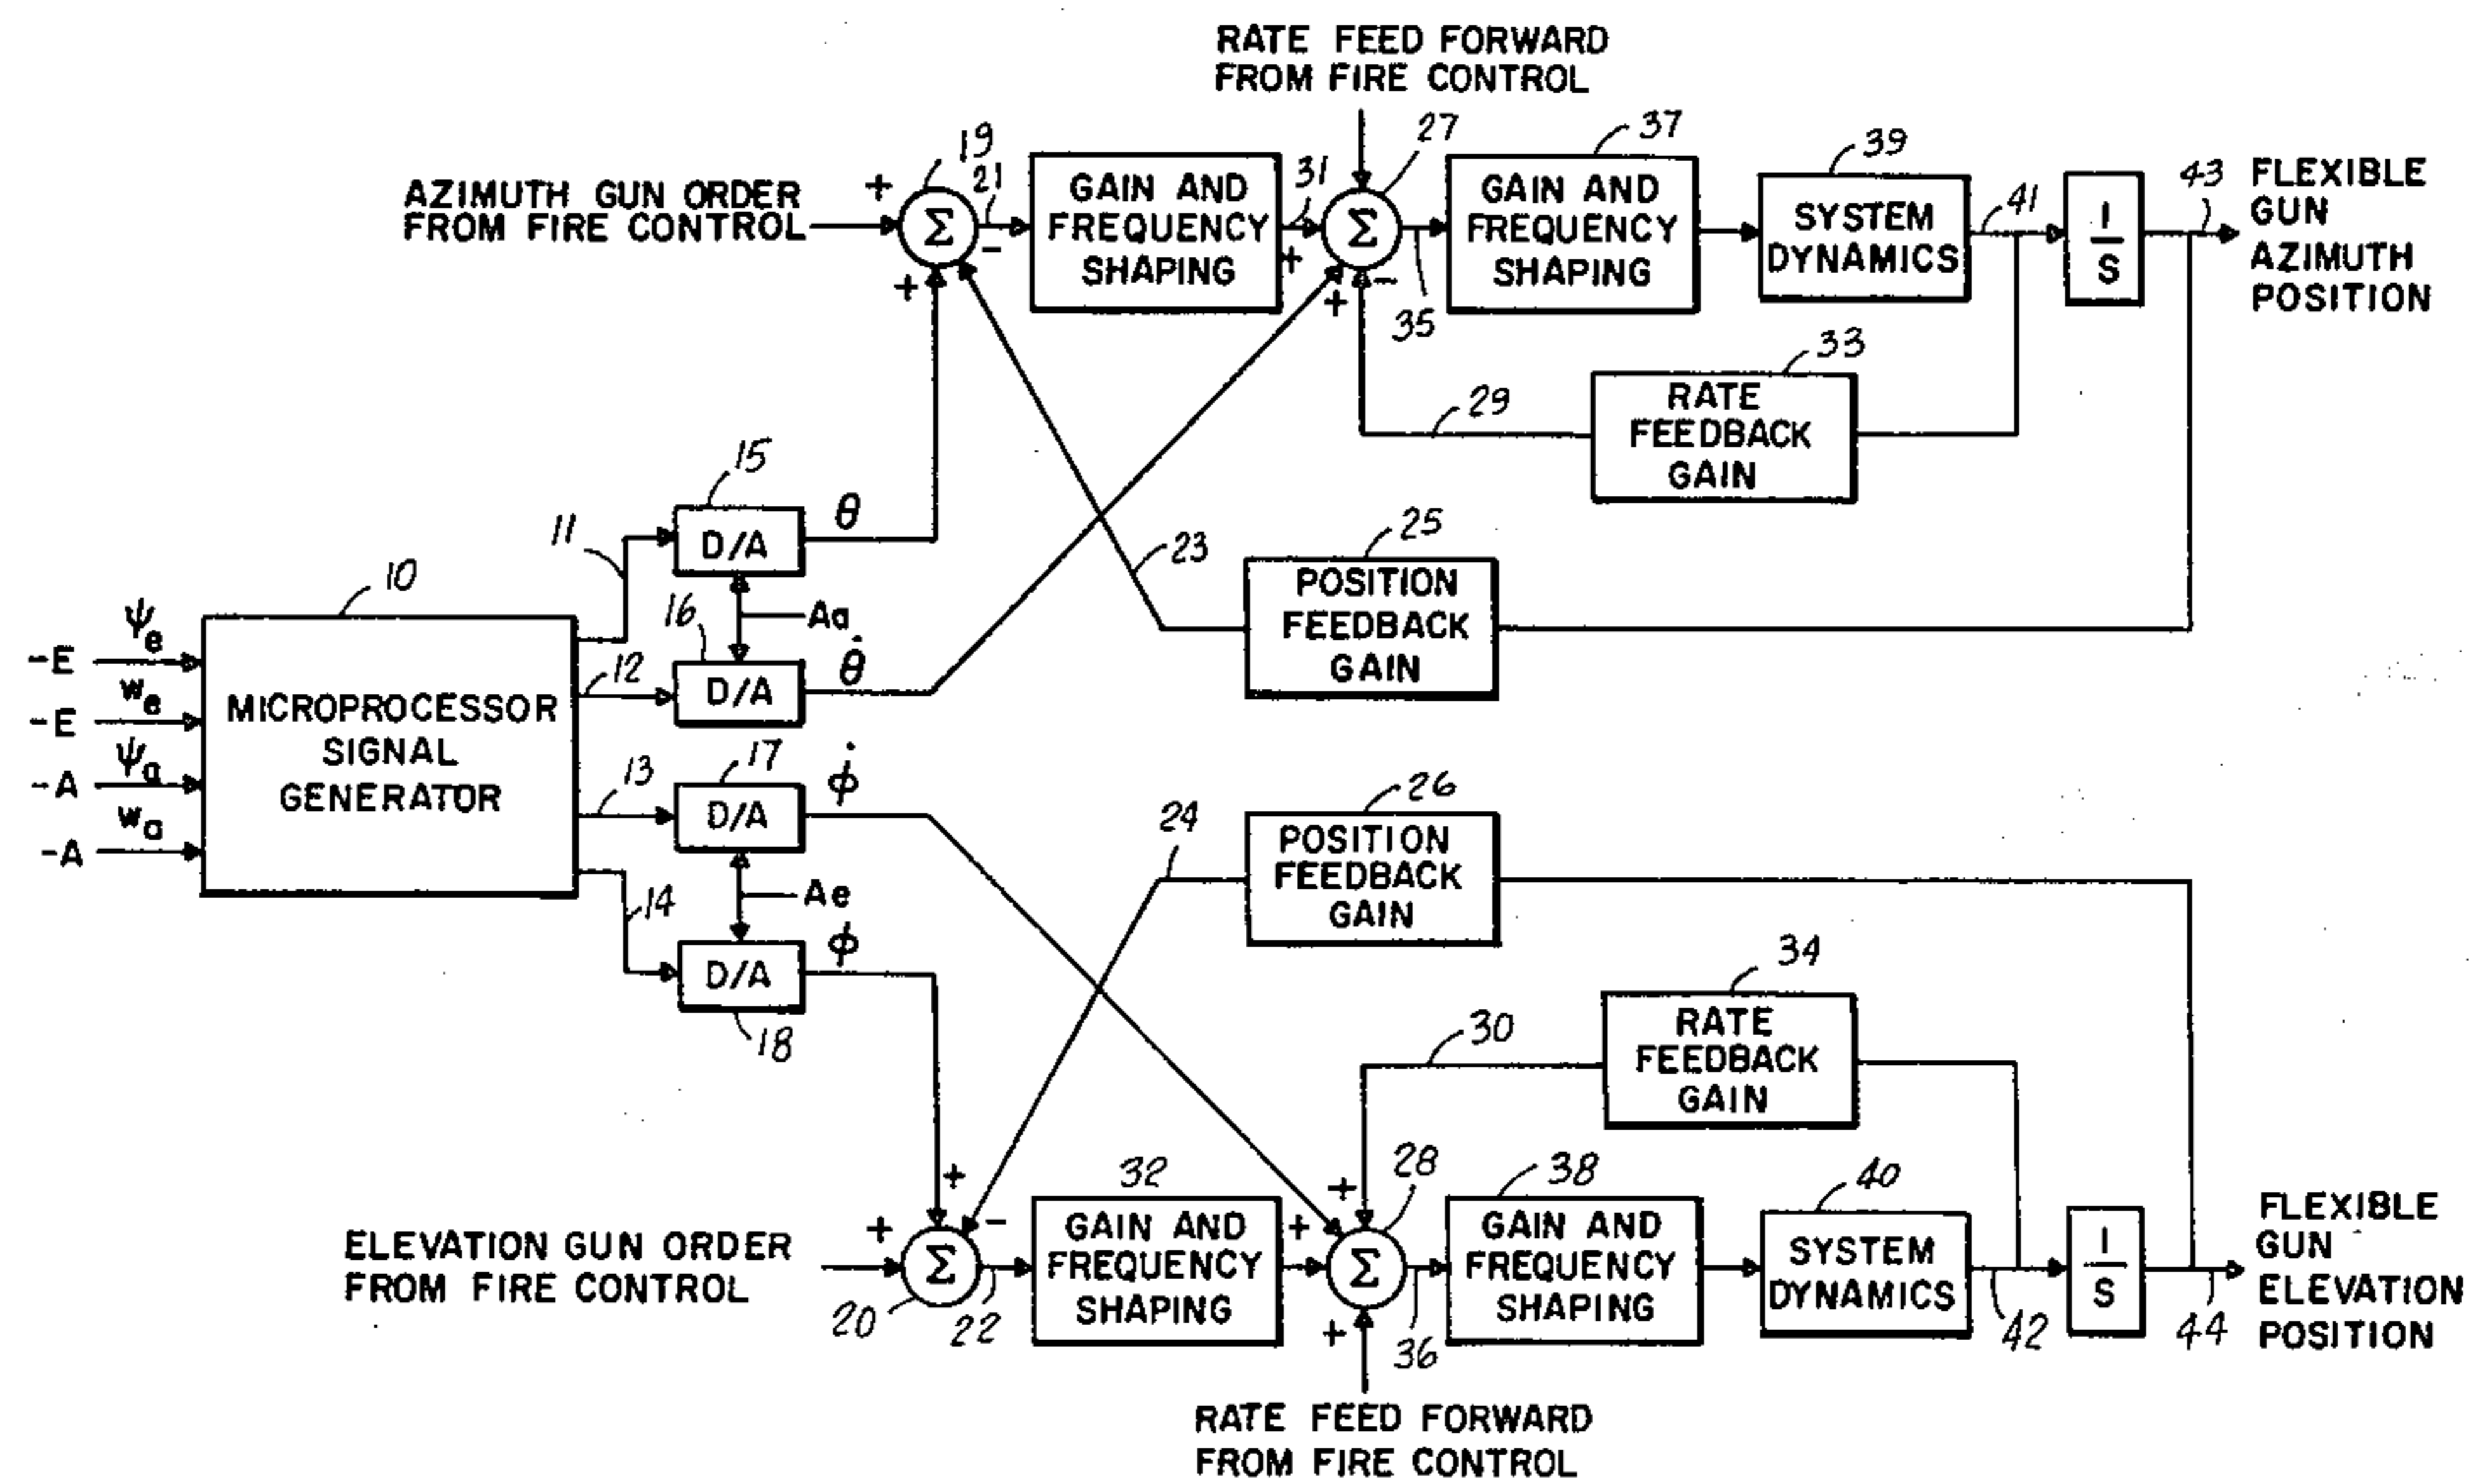 RATE FEED FORWARD
FROM FIRE CONTROL
AZIMUTH GUN ORDER
FROM FIRE CONTROL
+
19
21
-
+
GAIN AND
FREQUENCY
SHAPING
31
+
27
Σ
Σ
-
+
35
37
GAIN AND
FREQUENCY
SHAPING
39
SYSTEM
DYNAMICS
41
1
S
43
FLEXIBLE
GUN
AZIMUTH
POSITION
33
RATE
FEEDBACK
GAIN
29
25
POSITION
FEEDBACK
GAIN
23
10
MICROPROCESSOR
SIGNAL
GENERATOR
-E ψe
-E we
-A ψa
-A wa
11
15
D/A
θ
Aa
12
16
D/A
θ̇
13
17
D/A
ϕ̇
Ae
14
D/A
ϕ
18
26
POSITION
FEEDBACK
GAIN
24
34
RATE
FEEDBACK
GAIN
30
ELEVATION GUN ORDER
FROM FIRE CONTROL
+
+
-
Σ
20
22
32
GAIN AND
FREQUENCY
SHAPING
+
+
28
Σ
+
36
38
GAIN AND
FREQUENCY
SHAPING
40
SYSTEM
DYNAMICS
42
1
S
44
FLEXIBLE
GUN
ELEVATION
POSITION
RATE FEED FORWARD
FROM FIRE CONTROL